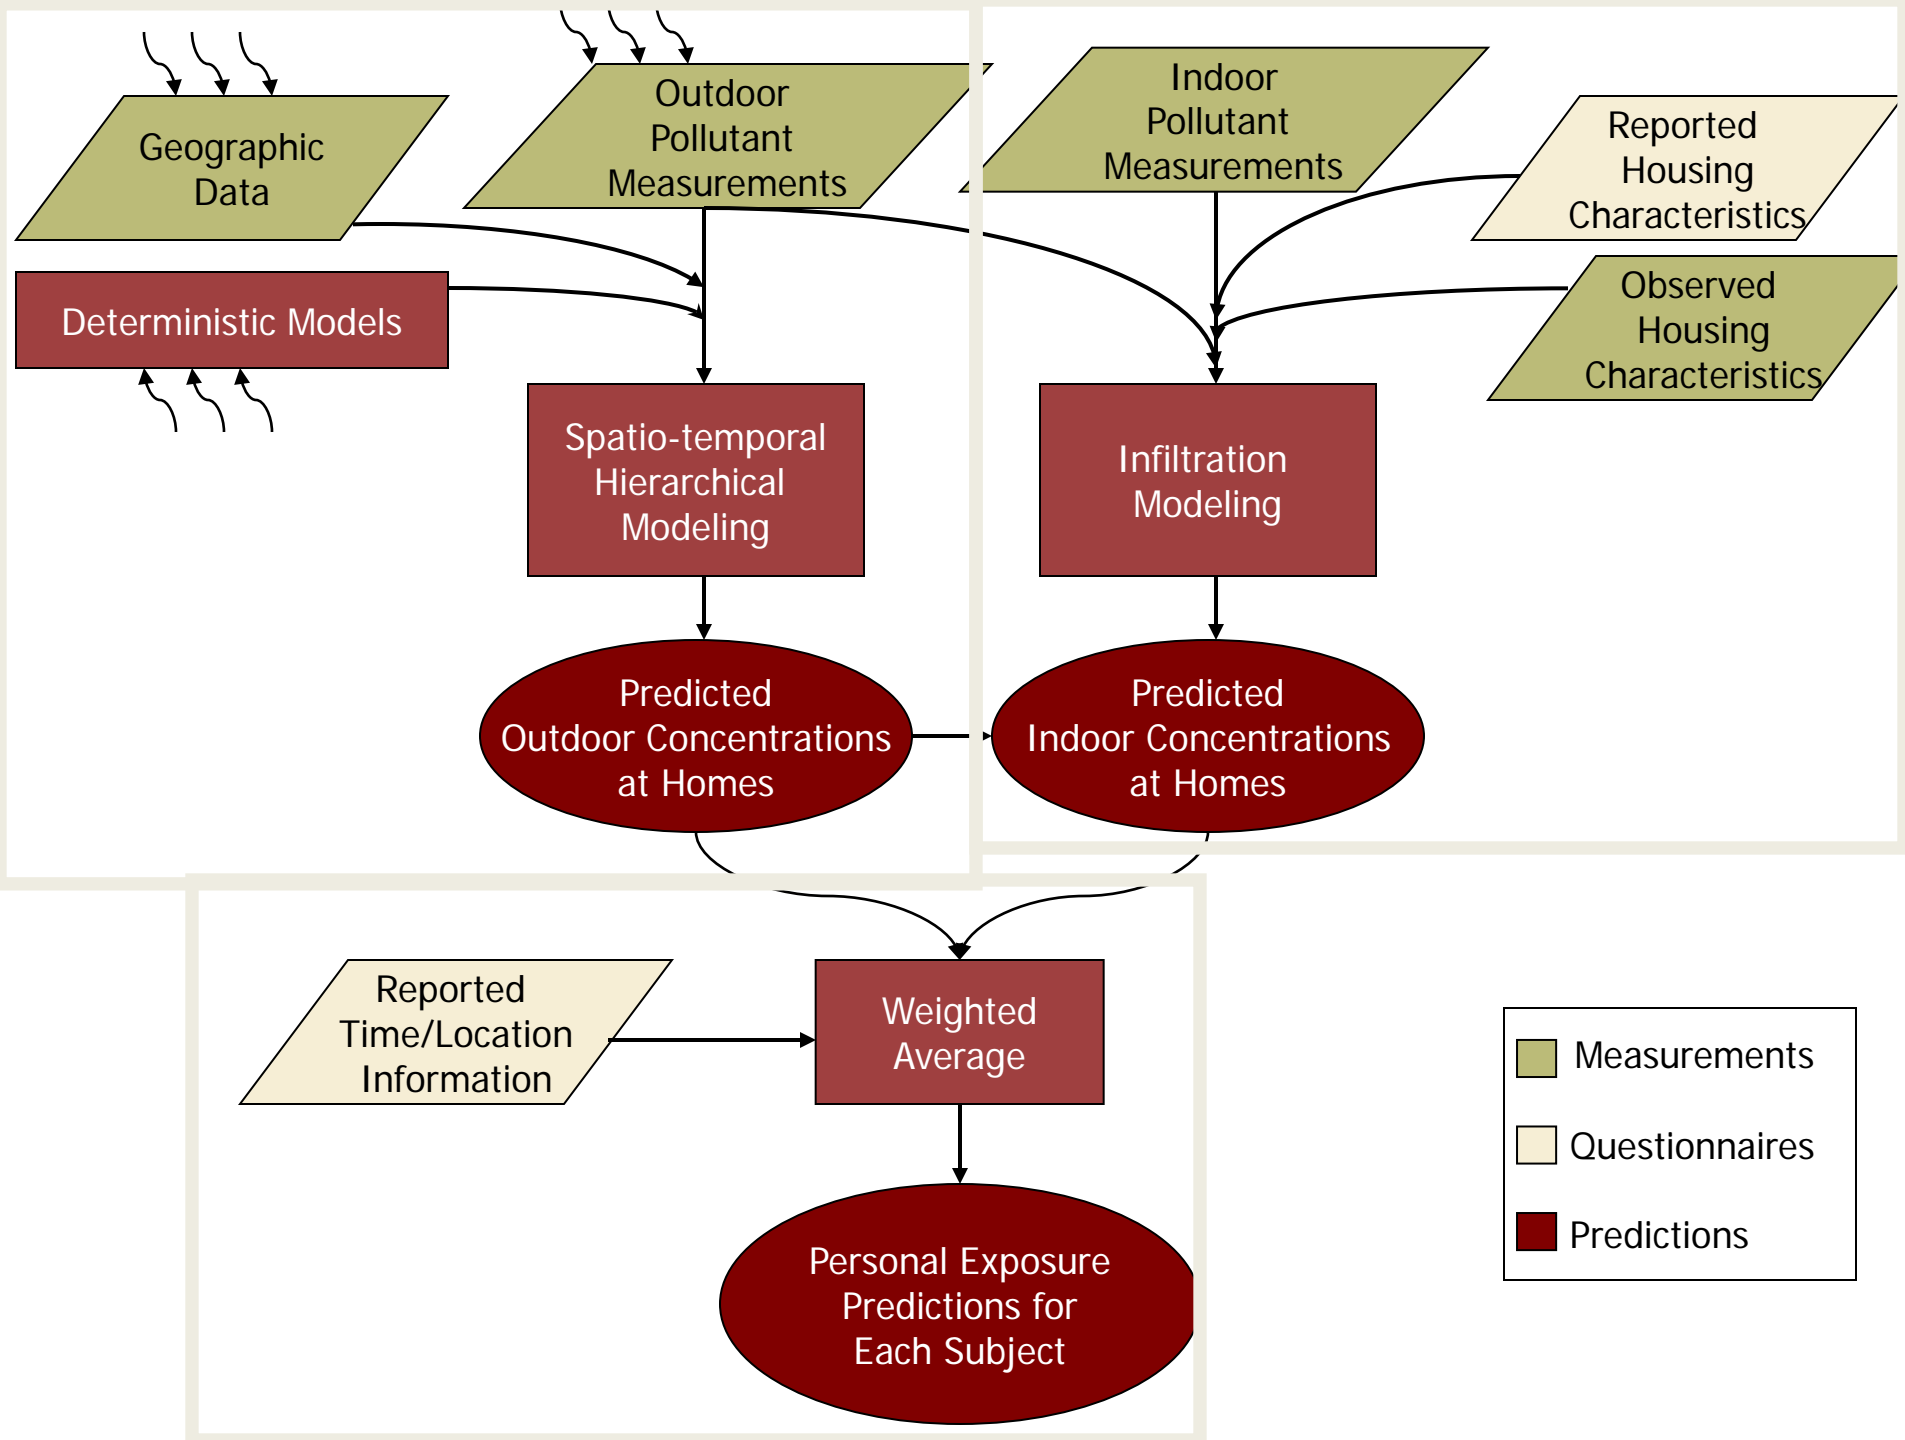 Geographic
Data
Outdoor
Pollutant
Measurements
Indoor
Pollutant
Measurements
Reported
Housing
Characteristics
Deterministic Models
Observed
Housing
Characteristics
Spatio-temporal
Hierarchical
Modeling
Infiltration
Modeling
Predicted
Outdoor Concentrations
at Homes
Predicted
Indoor Concentrations
at Homes
Reported
Time/Location
Information
Weighted
Average
Personal Exposure
Predictions for
Each Subject
Measurements
Questionnaires
Predictions